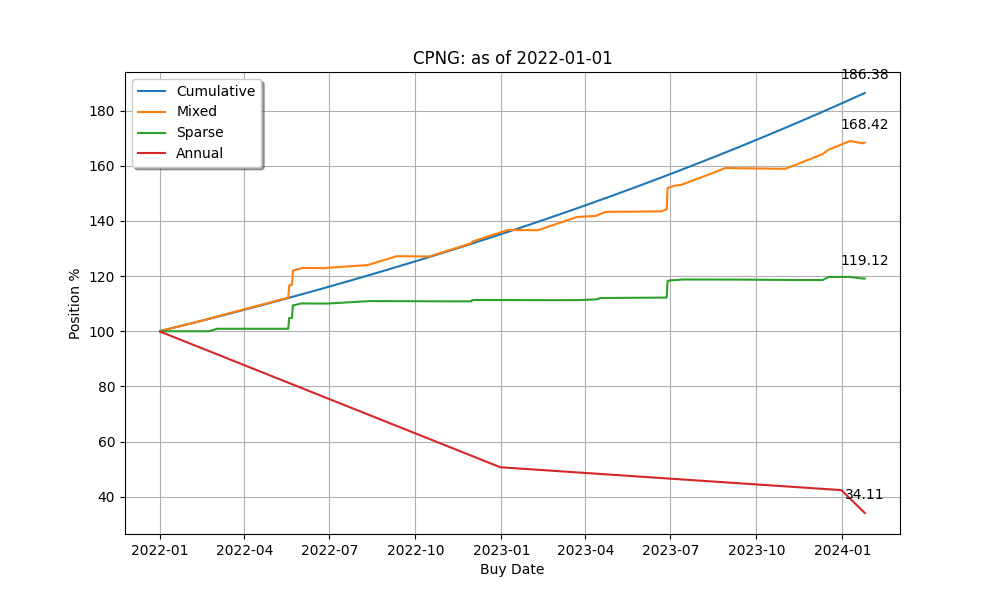 CPNG: as of 2022-01-01
186.38
Cumulative
Mixed
Sparse
Annual
168.42
119.12
34.11
180
160
140
120
100
80
60
40
Position %
2022-01 2022-04 2022-07 2022-10 2023-01 2023-04 2023-07 2023-10 2024-01
Buy Date